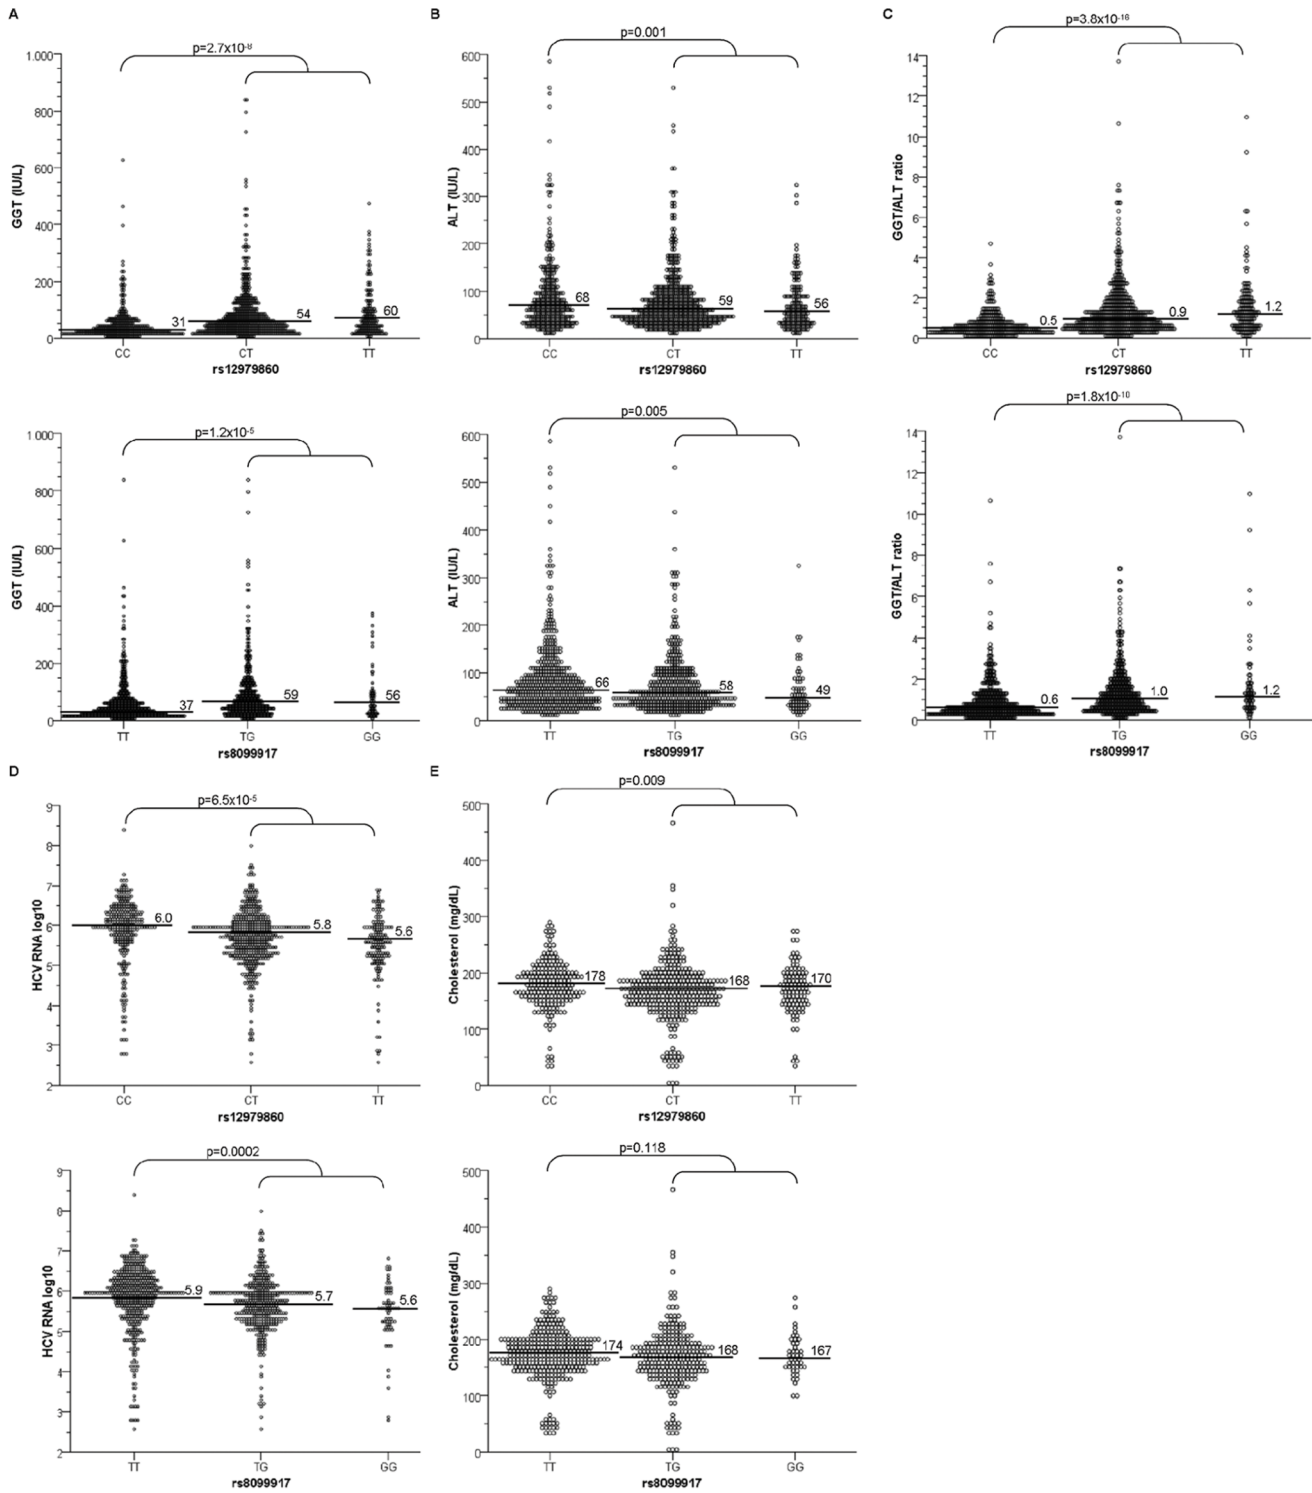 A
p=2.7x10-8
GGT (IU/L)
1.000
800
600
400
200
0
31
54
60
CC
CT
TT
rs12979860
B
p=0.001
ALT (IU/L)
600
500
400
300
200
100
0
68
59
56
CC
CT
TT
rs12979860
C
p=3.8x10-16
GGT/ALT ratio
14
12
10
8
6
4
2
0
0.5
0.9
1.2
CC
CT
TT
rs12979860
p=1.2x10-5
GGT (IU/L)
1 000
800
600
400
200
0
37
59
56
TT
TG
GG
rs8099917
p=0.005
ALT (IU/L)
600
500
400
300
200
100
0
66
58
49
TT
TG
GG
rs8099917
p=1.8x10-10
GGT/ALT ratio
14
12
10
8
6
4
2
0
0.6
1.0
1.2
TT
TG
GG
D
p=6.5x10-5
HCV RNA log10
9
8
7
6
5
4
3
2
6.0
5.8
5.6
CC
CT
TT
rs12979860
E
p=0.009
Cholesterol (mg/dL)
500
400
300
200
100
0
178
168
170
CC
CT
TT
rs12979860
p=0.0002
HCV RNA log10
9
8
7
6
5
4
3
2
5.9
5.7
5.6
TT
TG
GG
rs8099917
p=0.118
Cholesterol (mg/dL)
500
400
300
200
100
0
174
168
167
TT
TG
GG
rs8099917